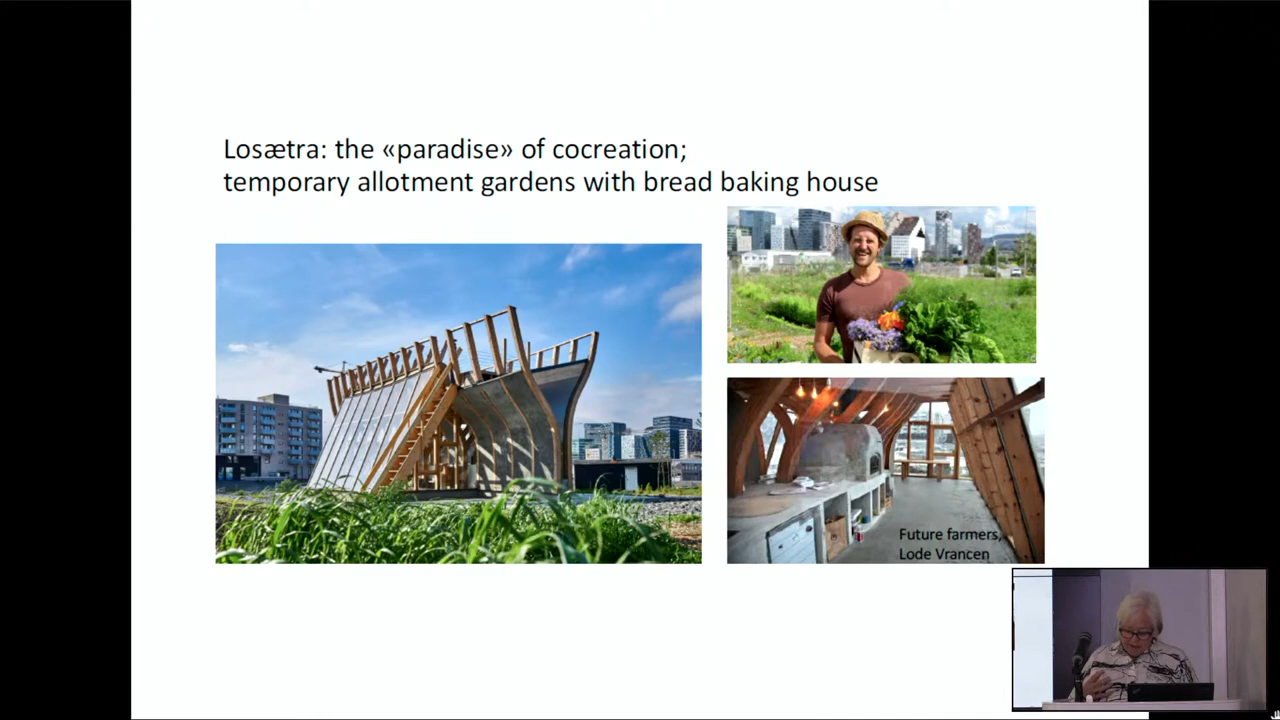 Losætra: the «paradise» of cocreation;
temporary allotment gardens with bread baking house
Future farmers,
Lode Vrancen